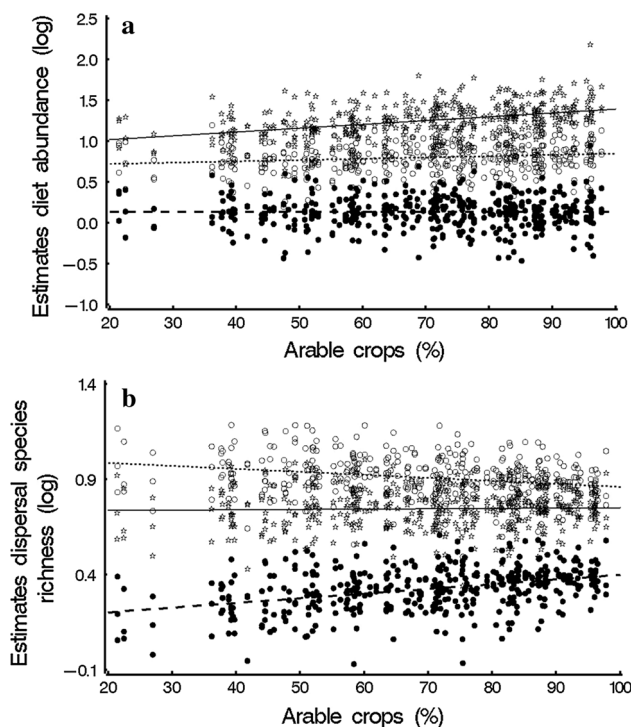 a
Estimates diet abundance (log)
2.5
2.0
1.5
1.0
0.5
0.0
−0.5
−1.0
20 30 40 50 60 70 80 90 100
Arable crops (%)
b
Estimates dispersal species
richness (log)
1.4
0.9
0.4
−0.1
20 30 40 50 60 70 80 90 100
Arable crops (%)